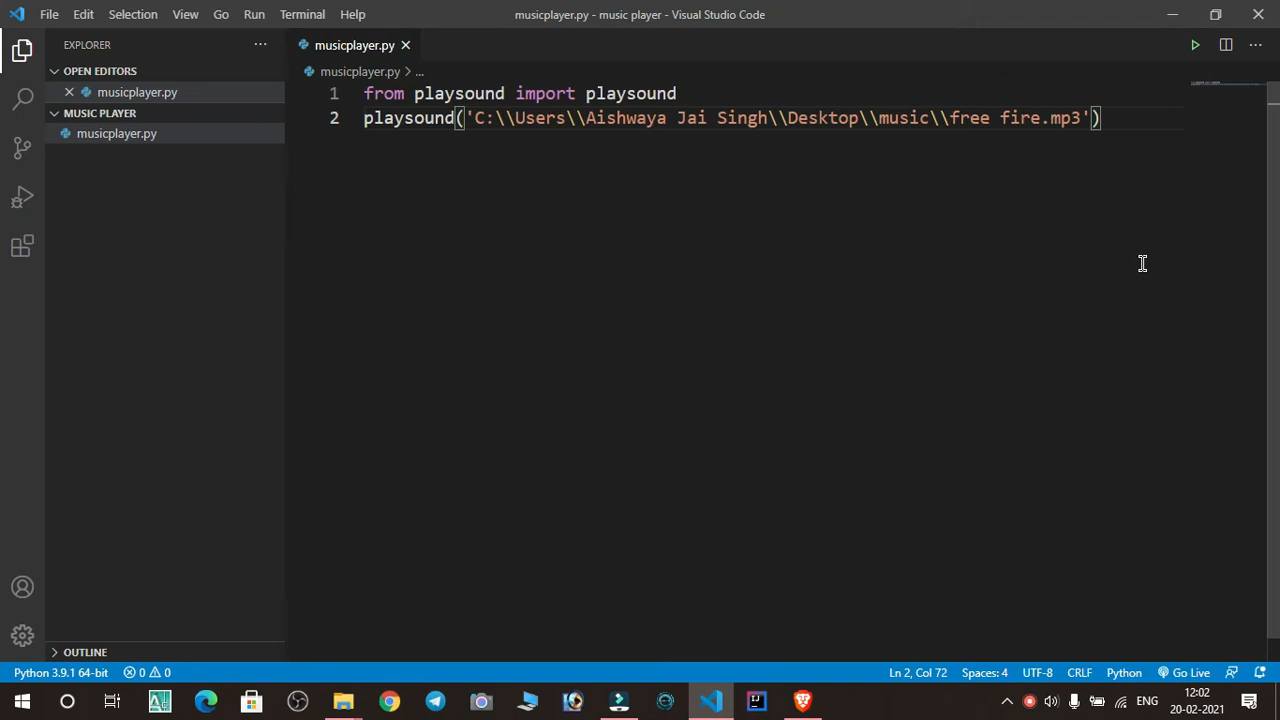 File Edit Selection View Go Run Terminal Help
musicplayer.py - music player - Visual Studio Code
EXPLORER
OPEN EDITORS
musicplayer.py
MUSIC PLAYER
musicplayer.py
musicplayer.py
musicplayer.py > ...
1 from playsound import playsound
2 playsound('C:\\Users\\Aishwaya Jai Singh\\Desktop\\music\\free fire.mp3')
OUTLINE
Python 3.9.1 64-bit 0 0 Ln 2, Col 72 Spaces: 4 UTF-8 CRLF Python Go Live
ENG 12:02
20-02-2021